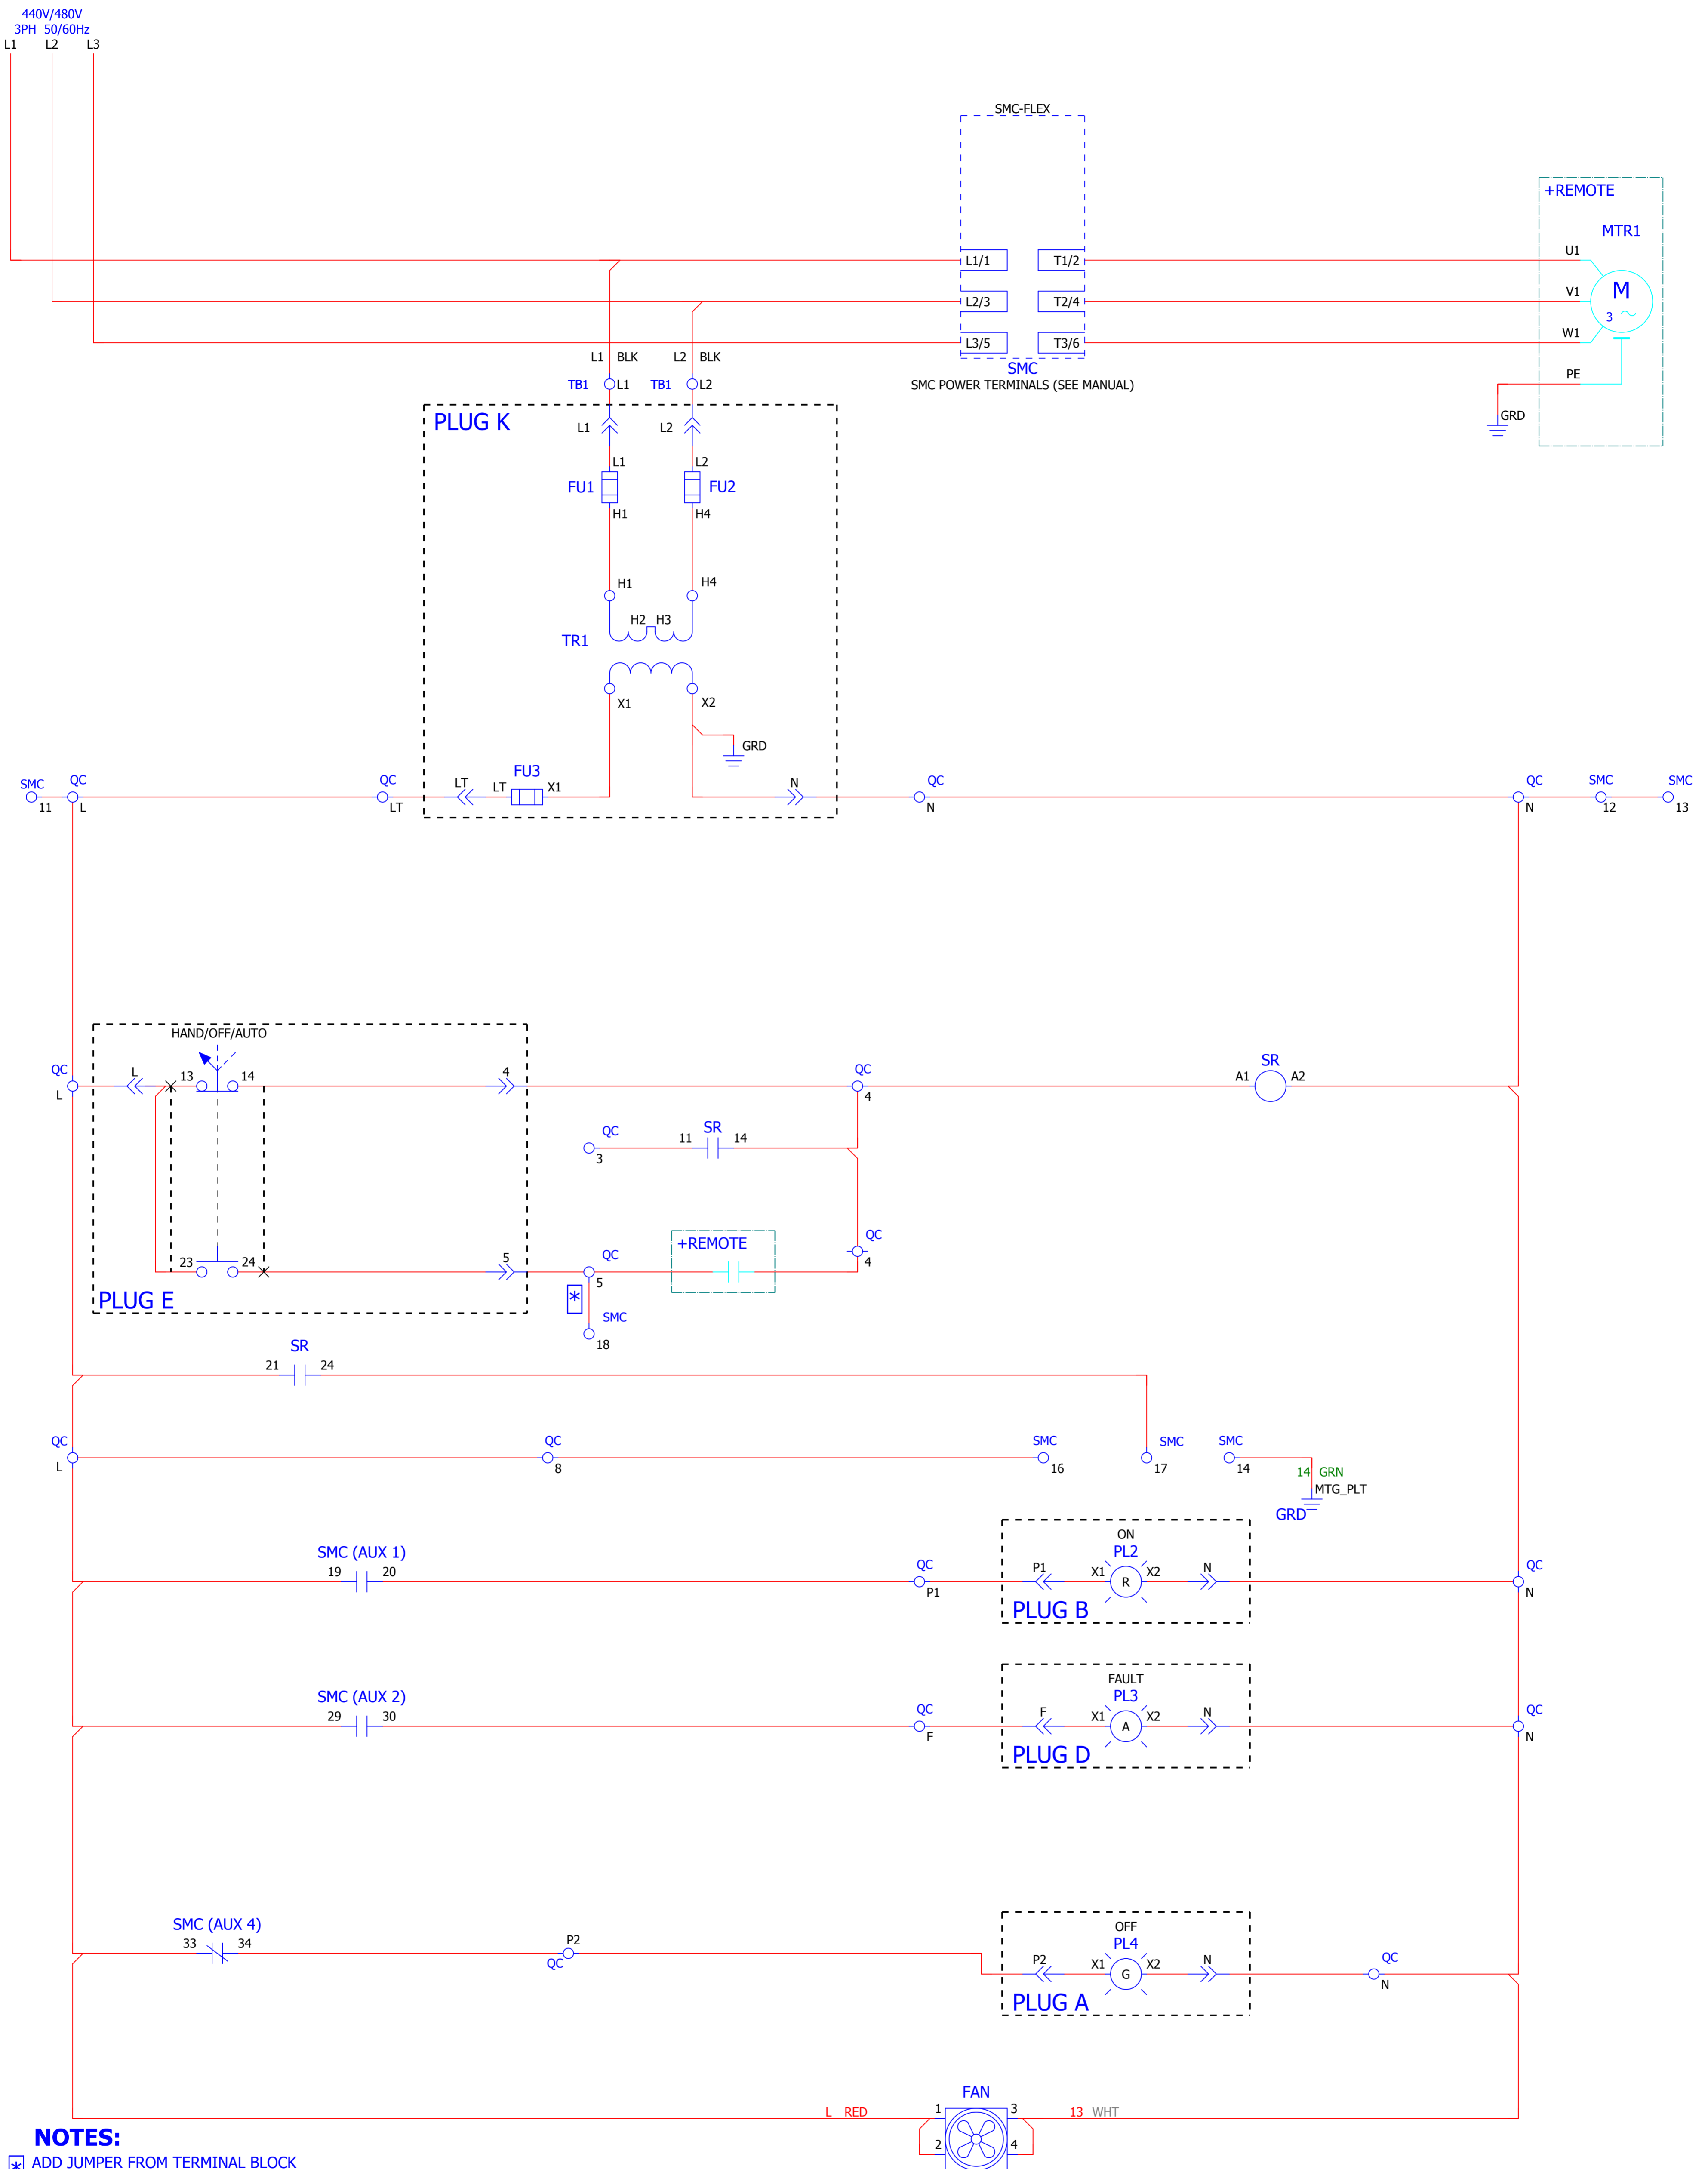 440V/480V
3PH 50/60Hz
L1 L2 L3
SMC-FLEX
+REMOTE
MTR1
L1/1 T1/2 U1
L2/3 T2/4 V1 M
3
L3/5 T3/6 W1
L1 BLK L2 BLK
SMC
SMC POWER TERMINALS (SEE MANUAL)
PE
TB1 L1 TB1 L2
GRD
PLUG K
L1 L2
L1 L2
FU1 FU2
H1 H4
H1 H4
H2 H3
TR1
X1 X2
GRD
FU3
SMC QC QC LT LT X1 N QC QC SMC SMC
11 L LT N N 12 13
HAND/OFF/AUTO
QC L 13 14 4 QC SR
L 4 A1 A2
QC 11 SR 14
3
+REMOTE
QC
23 24 5 QC
5 4
PLUG E
* SMC
18
SR
21 24
QC QC SMC SMC SMC
L 8 16 17 14
14 GRN
MTG_PLT
GRD
ON
SMC (AUX 1) PL2
19 20 QC P1 X1 R X2 N QC
P1 N
PLUG B
FAULT
SMC (AUX 2) PL3
29 30 QC F X1 A X2 N QC
F N
PLUG D
OFF
SMC (AUX 4) PL4
33 34 P2
QC
P2 X1 G X2 N QC
N
PLUG A
FAN
L RED 1 3 13 WHT
2 4
NOTES:
* ADD JUMPER FROM TERMINAL BLOCK